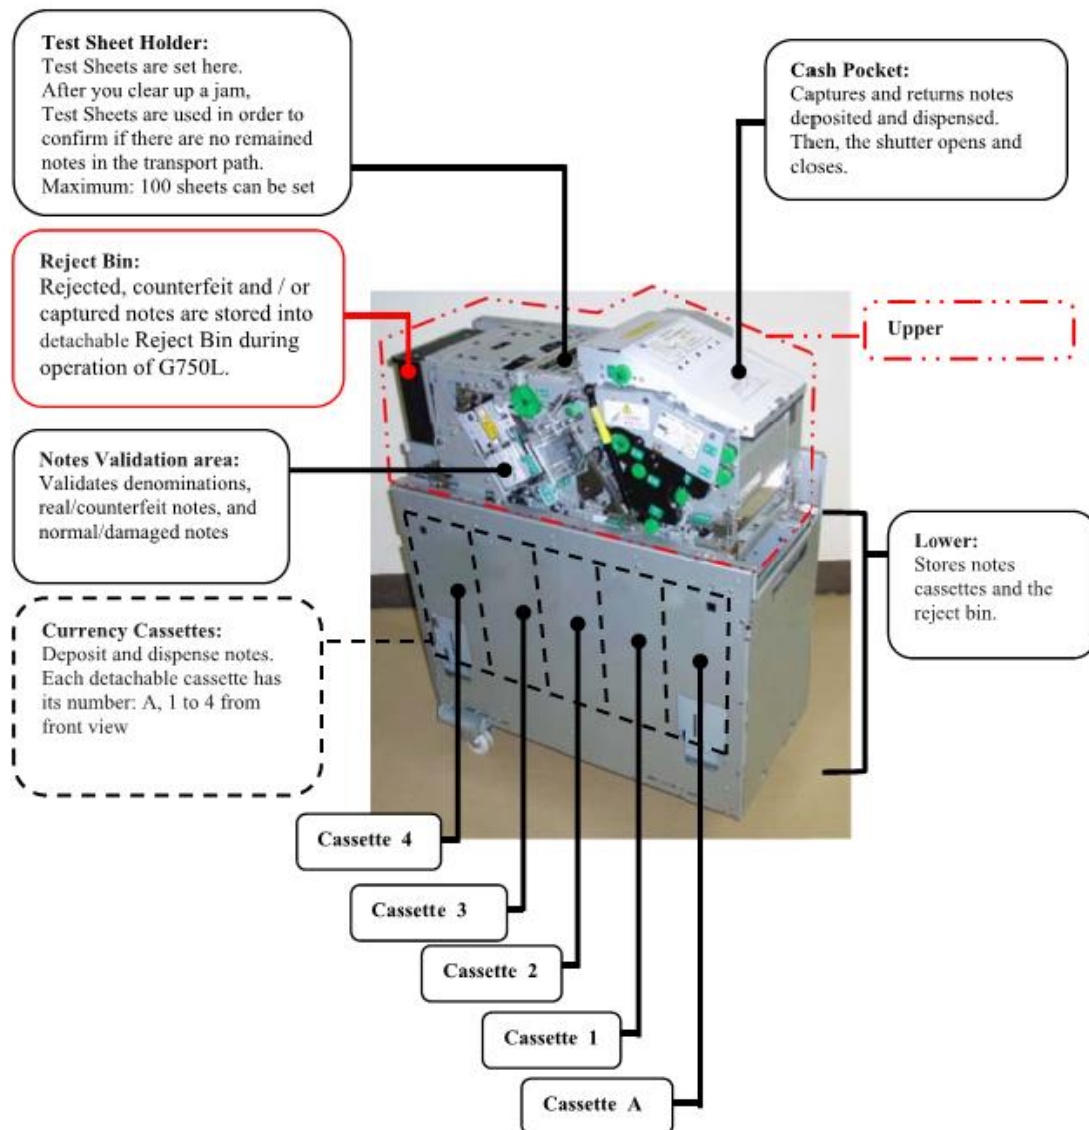 Test Sheet Holder:
Test Sheets are set here.
After you clear up a jam,
Test Sheets are used in order to
confirm if there are no remained
notes in the transport path.
Maximum: 100 sheets can be set
Cash Pocket:
Captures and returns notes
deposited and dispensed.
Then, the shutter opens and
closes.
Reject Bin:
Rejected, counterfeit and / or
captured notes are stored into
detachable Reject Bin during
operation of G750L.
Upper
Notes Validation area:
Validates denominations,
real/counterfeit notes, and
normal/damaged notes
Lower:
Stores notes
cassettes and the
reject bin.
Currency Cassettes:
Deposit and dispense notes.
Each detachable cassette has
its number: A, 1 to 4 from
front view
Cassette 4
Cassette 3
Cassette 2
Cassette 1
Cassette A